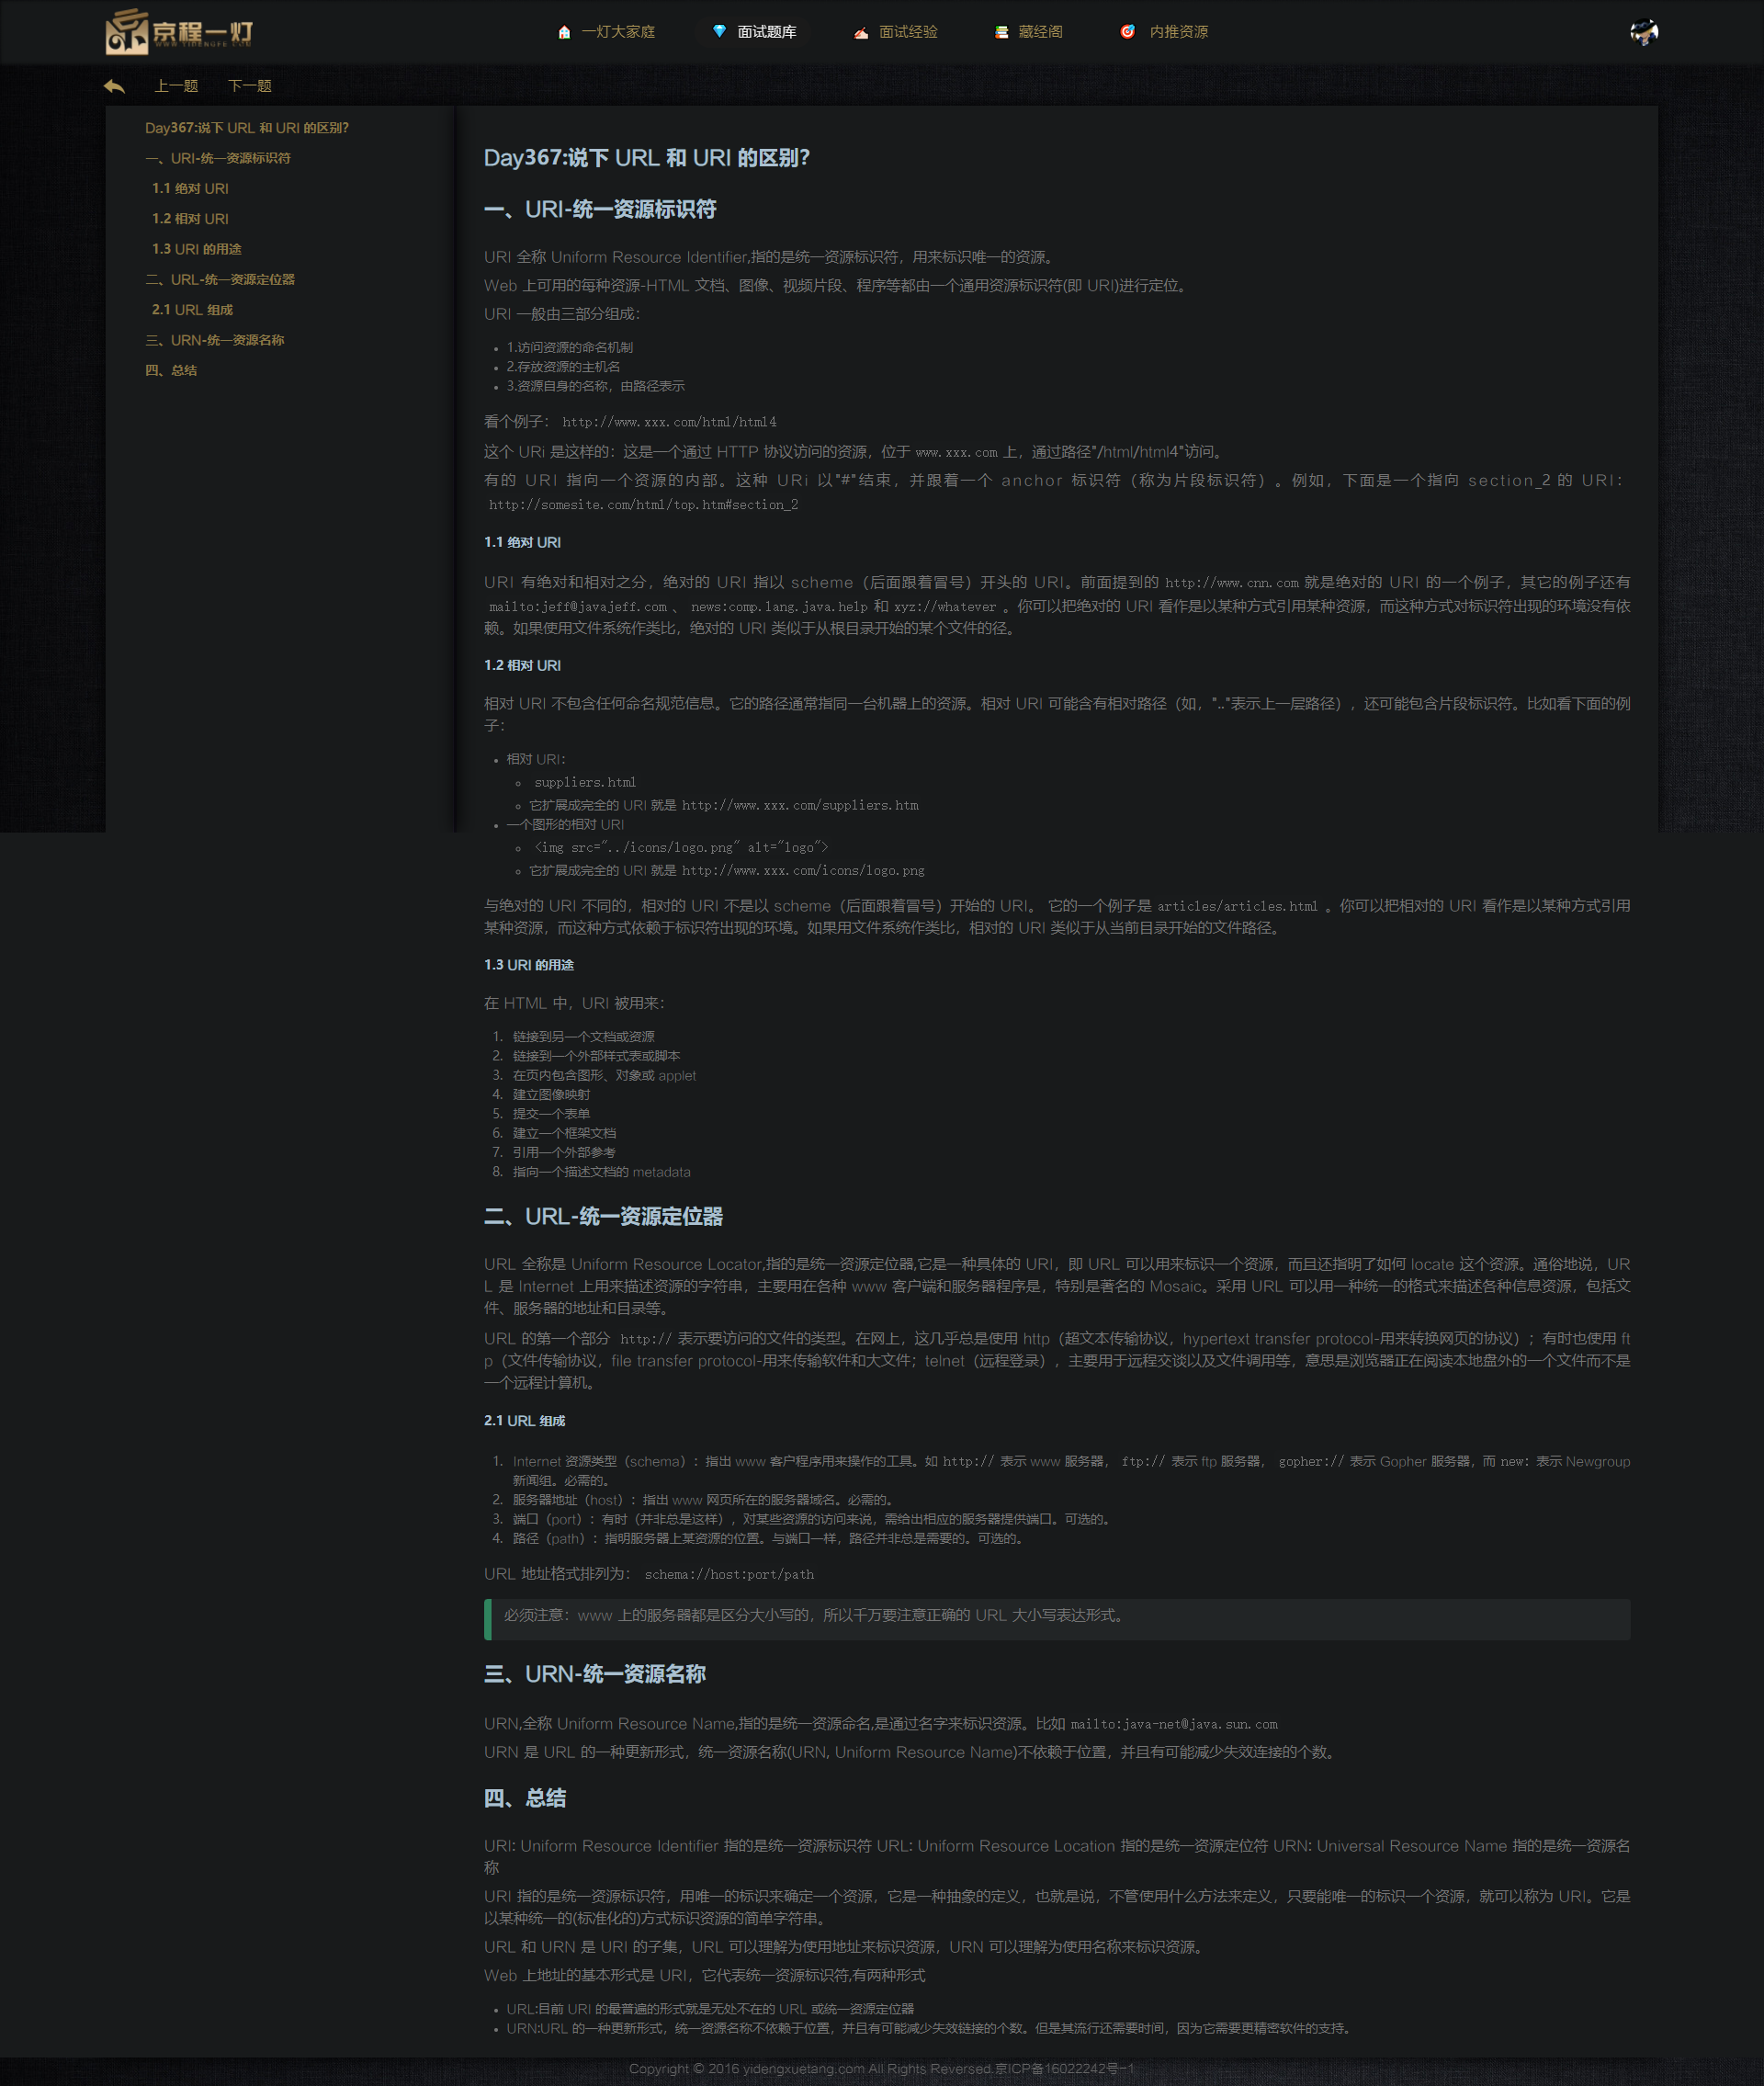 京程一灯
WWW.YIDENGFE.COM
一灯大家庭
面试题库
面试经验
藏经阁
内推资源
上一题 下一题
Day367:说下 URL 和 URI 的区别?
一、URI-统一资源标识符
1.1 绝对 URI
1.2 相对 URI
1.3 URI 的用途
二、URL-统一资源定位器
2.1 URL 组成
三、URN-统一资源名称
四、总结
Day367:说下 URL 和 URI 的区别?
一、URI-统一资源标识符
URI 全称 Uniform Resource Identifier,指的是统一资源标识符，用来标识唯一的资源。
Web 上可用的每种资源-HTML 文档、图像、视频片段、程序等都由一个通用资源标识符(即 URI)进行定位。
URI 一般由三部分组成：
• 1.访问资源的命名机制
• 2.存放资源的主机名
• 3.资源自身的名称，由路径表示
看个例子： http://www.xxx.com/html/html4
这个 URi 是这样的：这是一个通过 HTTP 协议访问的资源，位于 www.xxx.com 上，通过路径"/html/html4"访问。
有的 URI 指向一个资源的内部。这种 URi 以"#"结束，并跟着一个 anchor 标识符（称为片段标识符）。例如，下面是一个指向 section_2 的 URI：
http://somesite.com/html/top.htm#section_2
1.1 绝对 URI
URI 有绝对和相对之分，绝对的 URI 指以 scheme（后面跟着冒号）开头的 URI。前面提到的 http://www.cnn.com 就是绝对的 URI 的一个例子，其它的例子还有
mailto:jeff@javajeff.com 、 news:comp.lang.java.help 和 xyz://whatever 。你可以把绝对的 URI 看作是以某种方式引用某种资源，而这种方式对标识符出现的环境没有依
赖。如果使用文件系统作类比，绝对的 URI 类似于从根目录开始的某个文件的径。
1.2 相对 URI
相对 URI 不包含任何命名规范信息。它的路径通常指同一台机器上的资源。相对 URI 可能含有相对路径（如，".."表示上一层路径），还可能包含片段标识符。比如看下面的例
子：
• 相对 URI：
◦ suppliers.html
◦ 它扩展成完全的 URI 就是 http://www.xxx.com/suppliers.htm
• 一个图形的相对 URI
◦ <img src="../icons/logo.png" alt="logo">
◦ 它扩展成完全的 URI 就是 http://www.xxx.com/icons/logo.png
与绝对的 URI 不同的，相对的 URI 不是以 scheme（后面跟着冒号）开始的 URI。 它的一个例子是 articles/articles.html 。你可以把相对的 URI 看作是以某种方式引用
某种资源，而这种方式依赖于标识符出现的环境。如果用文件系统作类比，相对的 URI 类似于从当前目录开始的文件路径。
1.3 URI 的用途
在 HTML 中，URI 被用来：
1. 链接到另一个文档或资源
2. 链接到一个外部样式表或脚本
3. 在页内包含图形、对象或 applet
4. 建立图像映射
5. 提交一个表单
6. 建立一个框架文档
7. 引用一个外部参考
8. 指向一个描述文档的 metadata
二、URL-统一资源定位器
URL 全称是 Uniform Resource Locator,指的是统一资源定位器,它是一种具体的 URI，即 URL 可以用来标识一个资源，而且还指明了如何 locate 这个资源。通俗地说，UR
L 是 Internet 上用来描述资源的字符串，主要用在各种 www 客户端和服务器程序是，特别是著名的 Mosaic。采用 URL 可以用一种统一的格式来描述各种信息资源，包括文
件、服务器的地址和目录等。
URL 的第一个部分 http:// 表示要访问的文件的类型。在网上，这几乎总是使用 http（超文本传输协议，hypertext transfer protocol-用来转换网页的协议）；有时也使用 ft
p（文件传输协议，file transfer protocol-用来传输软件和大文件；telnet（远程登录），主要用于远程交谈以及文件调用等，意思是浏览器正在阅读本地盘外的一个文件而不是
一个远程计算机。
2.1 URL 组成
1. Internet 资源类型（schema）：指出 www 客户程序用来操作的工具。如 http:// 表示 www 服务器， ftp:// 表示 ftp 服务器， gopher:// 表示 Gopher 服务器，而 new: 表示 Newgroup
新闻组。必需的。
2. 服务器地址（host）：指出 www 网页所在的服务器域名。必需的。
3. 端口（port）：有时（并非总是这样），对某些资源的访问来说，需给出相应的服务器提供端口。可选的。
4. 路径（path）：指明服务器上某资源的位置。与端口一样，路径并非总是需要的。可选的。
URL 地址格式排列为： schema://host:port/path
必须注意：www 上的服务器都是区分大小写的，所以千万要注意正确的 URL 大小写表达形式。
三、URN-统一资源名称
URN,全称 Uniform Resource Name,指的是统一资源命名,是通过名字来标识资源。比如 mailto:java-net@java.sun.com
URN 是 URL 的一种更新形式，统一资源名称(URN, Uniform Resource Name)不依赖于位置，并且有可能减少失效连接的个数。
四、总结
URI: Uniform Resource Identifier 指的是统一资源标识符 URL: Uniform Resource Location 指的是统一资源定位符 URN: Universal Resource Name 指的是统一资源名
称
URI 指的是统一资源标识符，用唯一的标识来确定一个资源，它是一种抽象的定义，也就是说，不管使用什么方法来定义，只要能唯一的标识一个资源，就可以称为 URI。它是
以某种统一的(标准化的)方式标识资源的简单字符串。
URL 和 URN 是 URI 的子集，URL 可以理解为使用地址来标识资源，URN 可以理解为使用名称来标识资源。
Web 上地址的基本形式是 URI，它代表统一资源标识符,有两种形式
• URL:目前 URI 的最普遍的形式就是无处不在的 URL 或统一资源定位器
• URN:URL 的一种更新形式，统一资源名称不依赖于位置，并且有可能减少失效链接的个数。但是其流行还需要时间，因为它需要更精密软件的支持。
Copyright © 2016 yidengxuetang.com All Rights Reversed.京ICP备16022242号-1